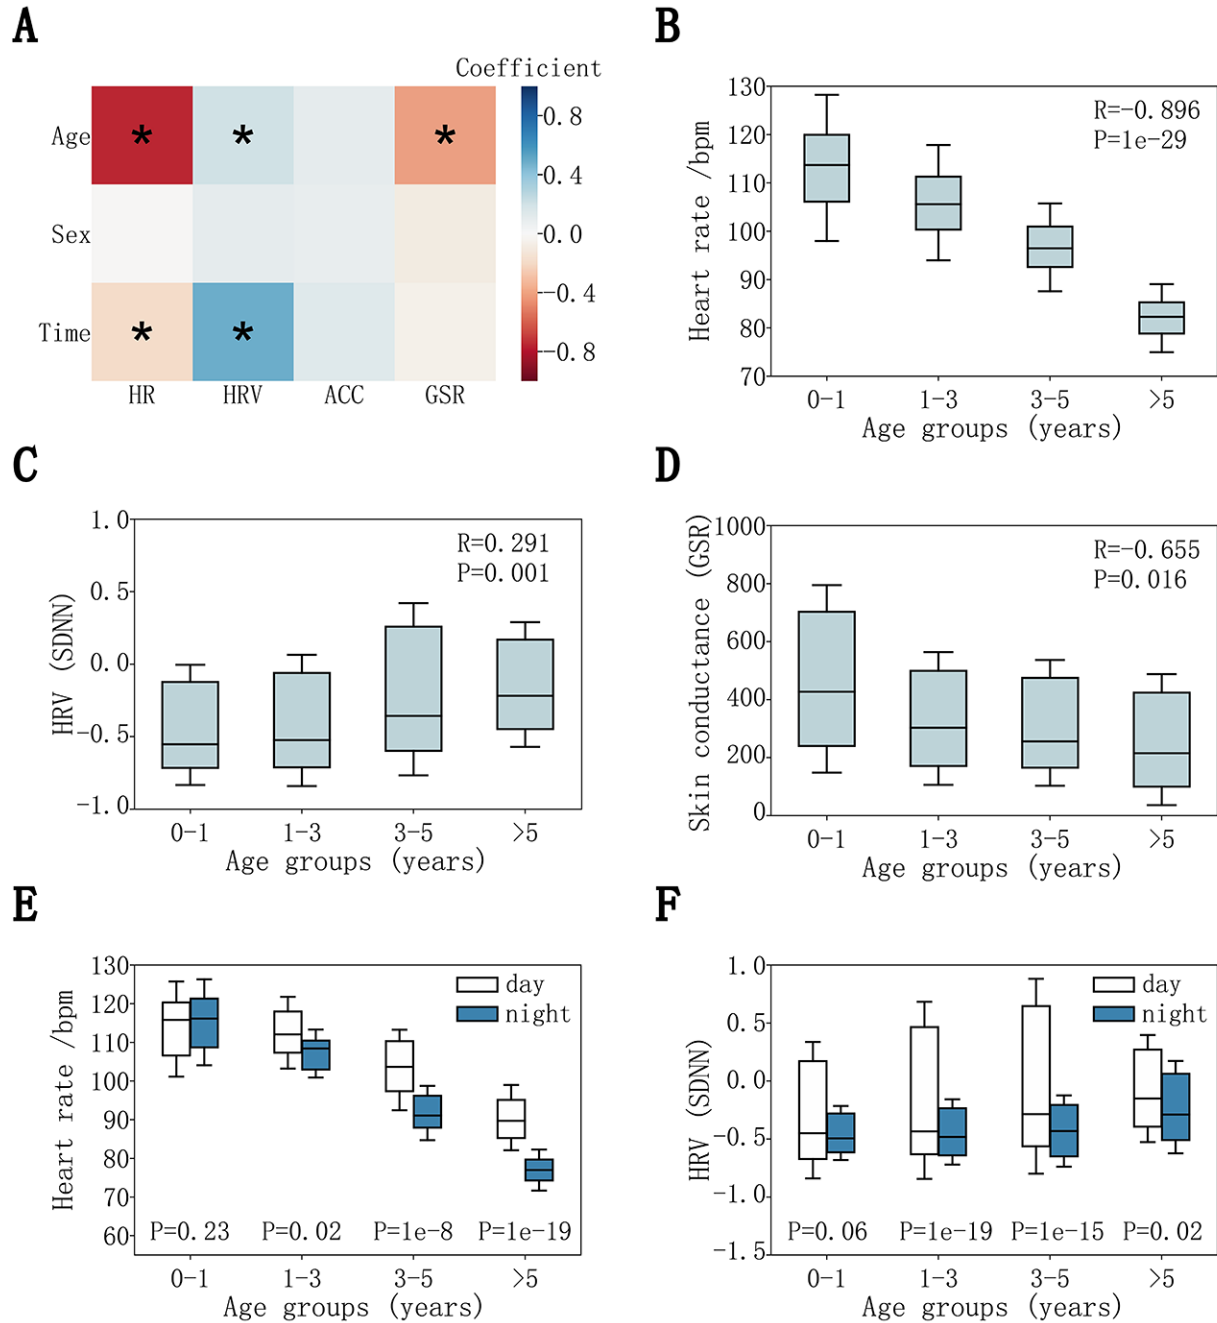 A
Coefficient
0.8
0.4
0.0
−0.4
−0.8
Age
Sex
Time
* * *
* *
HR HRV ACC GSR
B
Heart rate /bpm
130
120
110
100
90
80
70
R=−0.896
P=1e−29
0−1 1−3 3−5 >5
Age groups (years)
C
HRV (SDNN)
1.0
0.5
0.0
−0.5
−1.0
R=0.291
P=0.001
0−1 1−3 3−5 >5
Age groups (years)
D
Skin conductance (GSR)
1000
800
600
400
200
0
R=−0.655
P=0.016
0−1 1−3 3−5 >5
Age groups (years)
E
Heart rate /bpm
130
120
110
100
90
80
70
60
day
night
P=0.23 P=0.02 P=1e−8 P=1e−19
0−1 1−3 3−5 >5
Age groups (years)
F
HRV (SDNN)
1.0
0.5
0.0
−0.5
−1.0
−1.5
day
night
P=0.06 P=1e−19 P=1e−15 P=0.02
0−1 1−3 3−5 >5
Age groups (years)